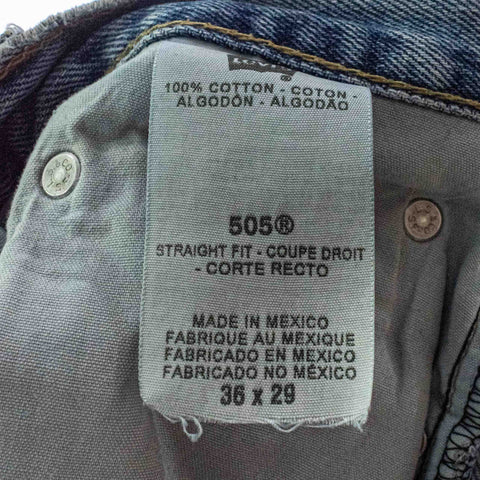 Levi's
®
100% COTTON - COTON -
ALGODÓN - ALGODÃO
505®
STRAIGHT FIT - COUPE DROIT
- CORTE RECTO
MADE IN MEXICO
FABRIQUE AU MEXIQUE
FABRICADO EN MEXICO
FABRICADO NO MÉXICO
36 x 29